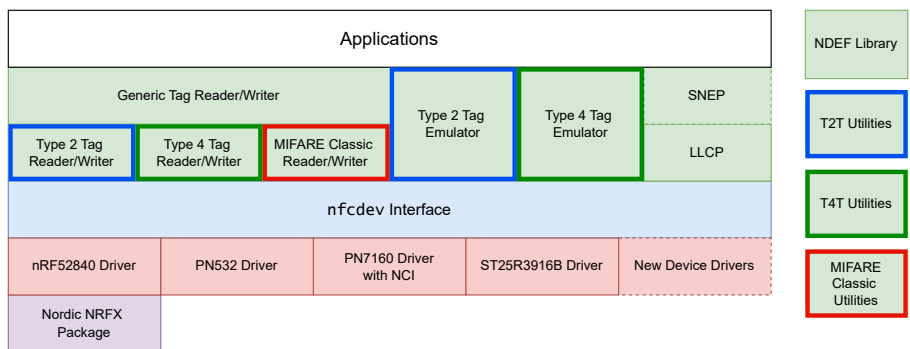 Applications
NDEF Library
Generic Tag Reader/Writer
Type 2 Tag
Emulator
Type 4 Tag
Emulator
SNEP
T2T Utilities
Type 2 Tag
Reader/Writer
Type 4 Tag
Reader/Writer
MIFARE Classic
Reader/Writer
LLCP
nfcdev Interface
T4T Utilities
nRF52840 Driver
PN532 Driver
PN7160 Driver
with NCI
ST25R3916B Driver
New Device Drivers
MIFARE
Classic
Utilities
Nordic NRFX
Package